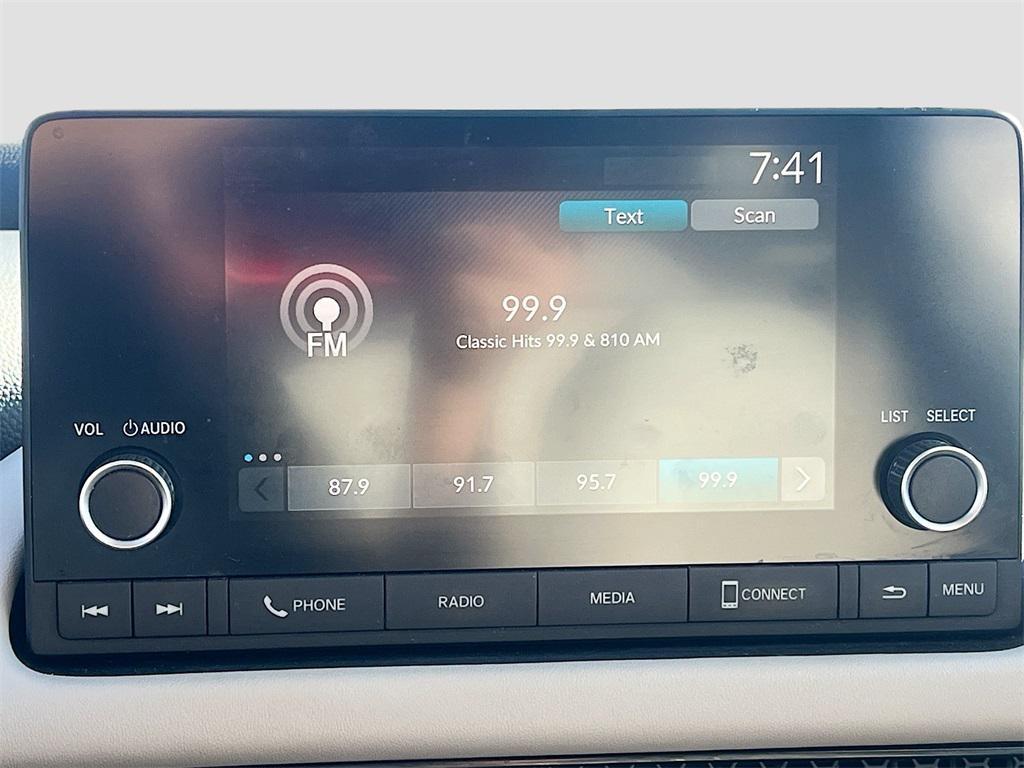 7:41
Text Scan
FM
99.9
Classic Hits 99.9 & 810 AM
VOL AUDIO
LIST SELECT
87.9 91.7 95.7 99.9
PHONE RADIO MEDIA CONNECT MENU